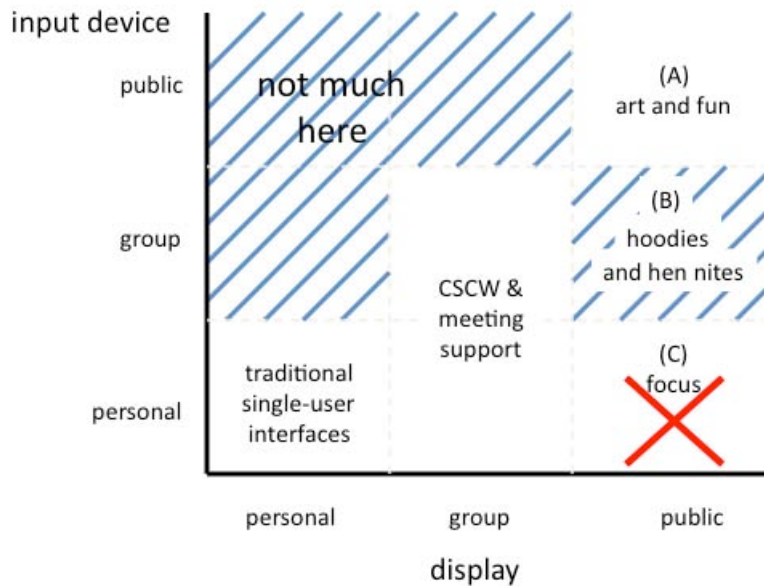 input device
public
not much
here
(A)
art and fun
group
(B)
hoodies
and hen nites
CSCW &
meeting
support
personal
traditional
single-user
interfaces
(C)
focus
personal
group
public
display